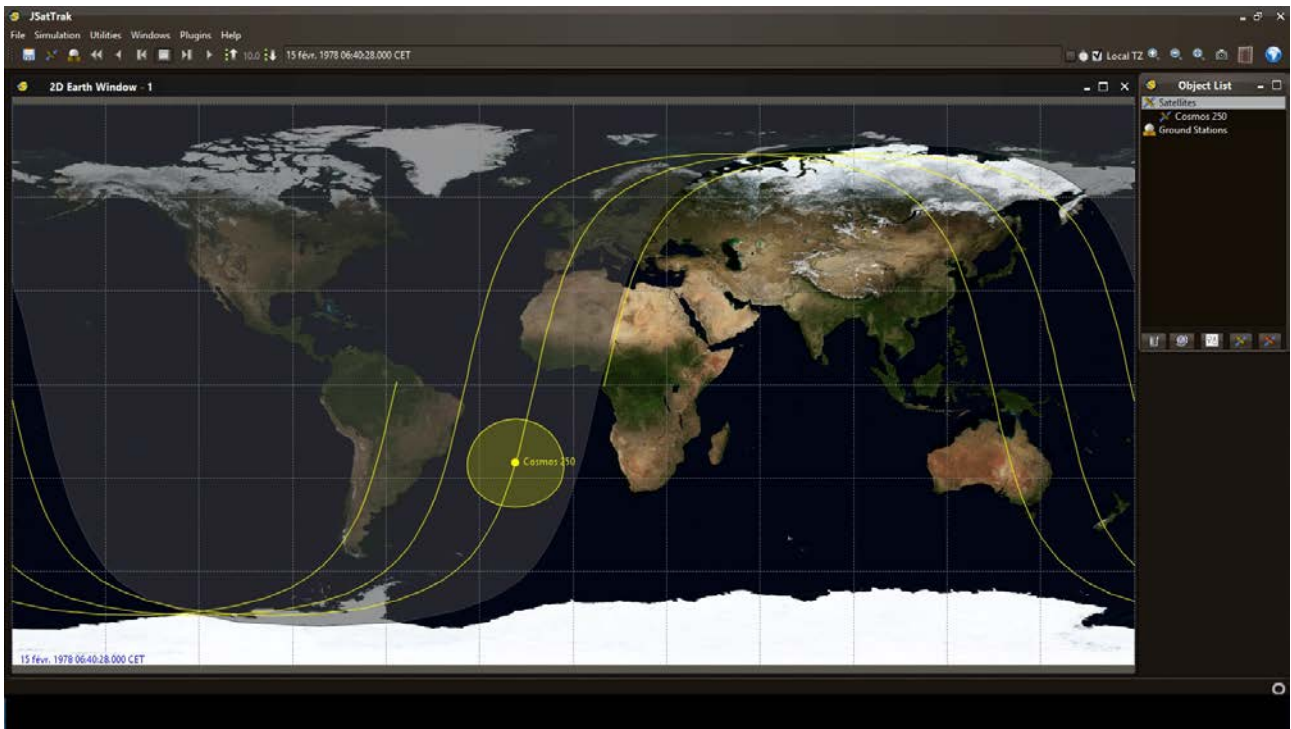 JSatTrak
File Simulation Utilities Windows Plugins Help
10.0 15 févr. 1978 06:40:28.000 CET Local TZ
2D Earth Window - 1
Object List
Satellites
Cosmos 250
Ground Stations
Cosmos 250
15 févr. 1978 06:40:28.000 CET